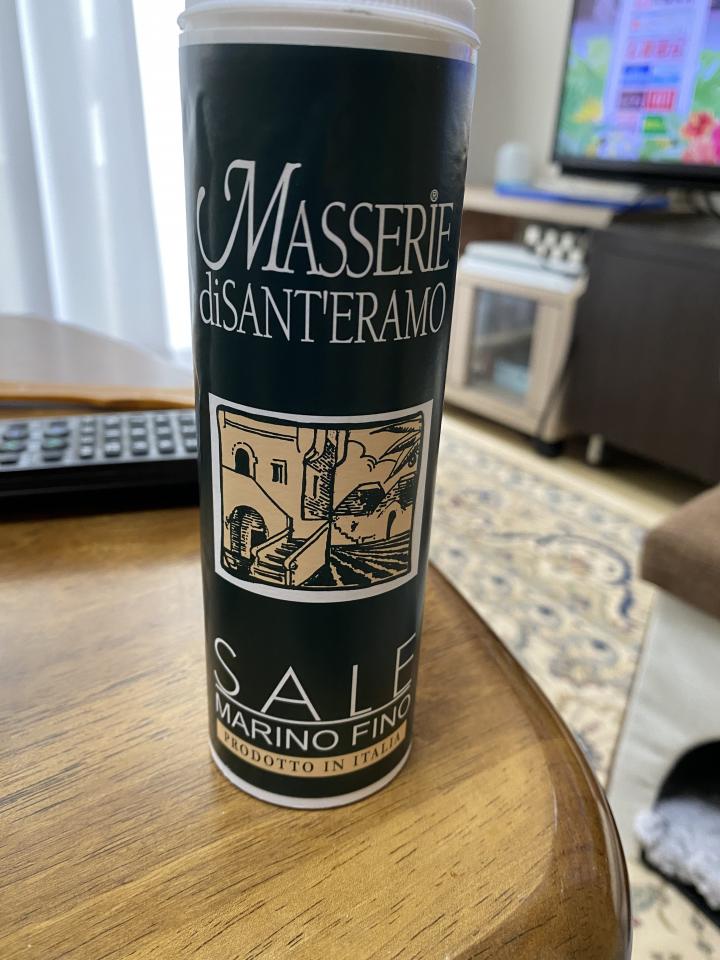 MASSERIE®
diSANT'ERAMO
SALE
MARINO FINO
PRODOTTO IN ITALIA